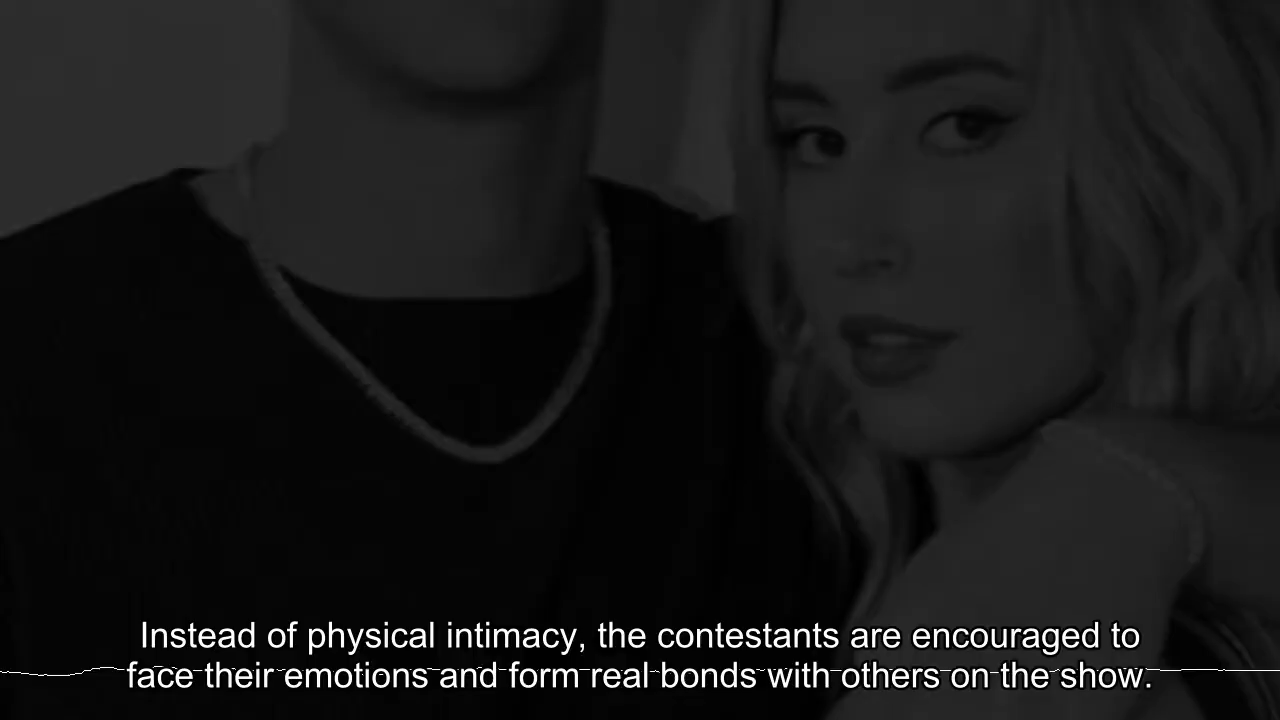 Instead of physical intimacy, the contestants are encouraged to
face their emotions and form real bonds with others on the show.